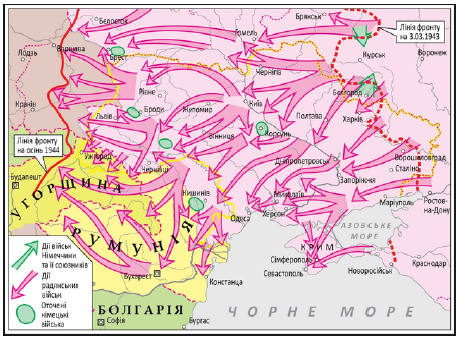 Брянськ
Білосток
Гомель
Лінія фронту
на 3.03.1943
Лодзь
Варшава
Брест
Курськ
Воронеж
Чернігів
Білгород
Рівне
Київ
Краків
Броди
Житомир
Львів
Полтава
Харків
Вінниця
Корсунь
Лінія фронту
на осінь 1944
Ужгород
Ворошиловград
Сталіно
Дніпропетровськ
Будапешт
Чернівці
Запоріжжя
УГОРЩИНА
Кишинів
Миколаїв
Маріуполь
Ростов-
на-Дону
Одеса
Херсон
РУМУНІЯ
АЗОВСЬКЕ
МОРЕ
КРИМ
Дії військ
Німеччини
та її союзників
Дії
радянських
військ
Оточені
німецькі
війська
Бухарест
Сімферополь
Севастополь
Новоросійськ
Краснодар
Констанца
БОЛГАРІЯ
Софія
Бургас
ЧОРНЕ МОРЕ